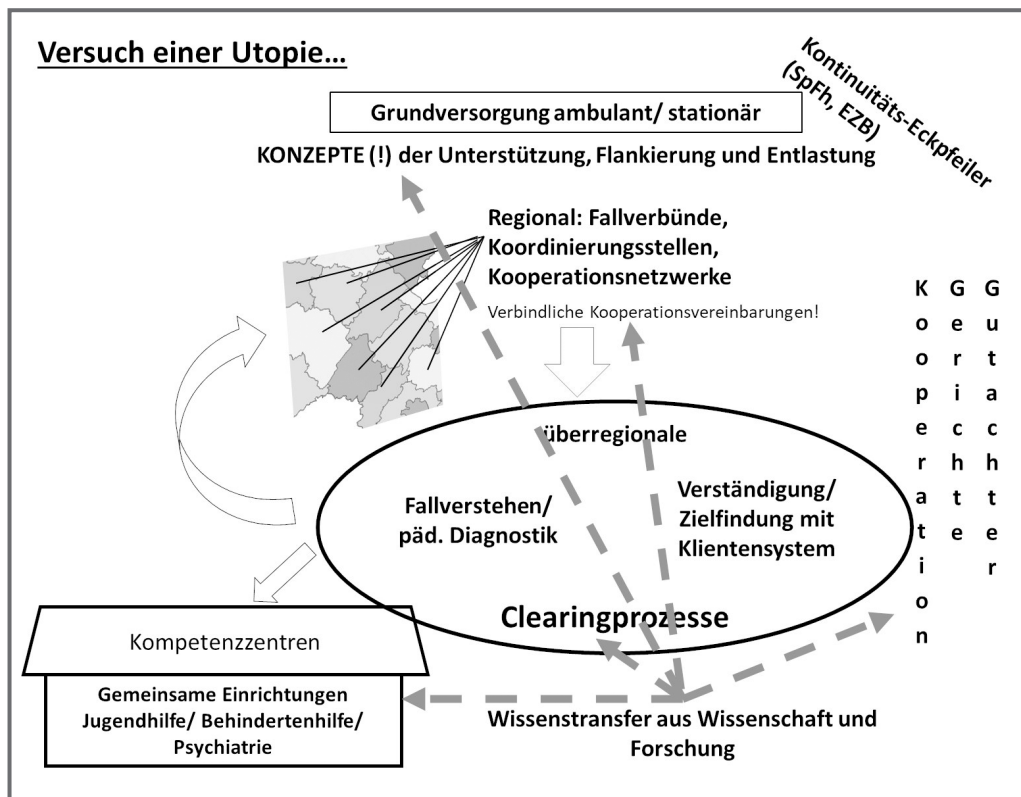 Versuch einer Utopie...
Kontinuitäts-Eckpfeiler
(SpFh, EZB)
Grundversorgung ambulant/ stationär
KONZEPTE (!) der Unterstützung, Flankierung und Entlastung
Regional: Fallverbünde,
Koordinierungsstellen,
Kooperationsnetzwerke
Verbindliche Kooperationsvereinbarungen!
Kooperation
Gerichte
Gutachter
überregionale
Fallverstehen/
päd. Diagnostik
Verständigung/
Zielfindung mit
Klientensystem
Clearingprozesse
Kompetenzzentren
Gemeinsame Einrichtungen
Jugendhilfe/ Behindertenhilfe/
Psychiatrie
Wissenstransfer aus Wissenschaft und
Forschung